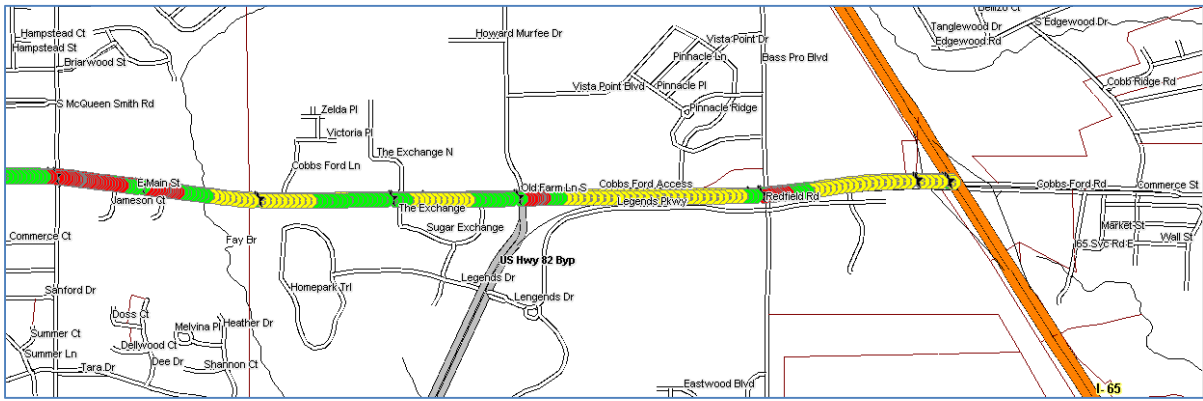 Bellzo Ct
Hampstead Ct
Hampstead St
Briarwood St
Howard Murfee Dr
Vista Point Dr
Tanglewood Dr
S Edgewood Dr
Edgewood Rd
Pinnacle Ln
Bass Pro Blvd
Vista Point Blvd
Pinnacle Pl
Cobb Ridge Rd
S McQueen Smith Rd
Pinnacle Ridge
Zelda Pl
Victoria Pl
The Exchange N
Cobbs Ford Ln
E Main St
Old Farm Ln S
Cobbs Ford Access
Cobbs Ford Rd
Commerce St
Jameson Ct
Legends Pkwy
Redfield Rd
The Exchange
Sugar Exchange
Market St
Commerce Ct
Fay Br
Wall St
65 Svc Rd E
US Hwy 82 Byp
Legends Dr
Homepark Trl
Sanford Dr
Lengends Dr
Doss Ct
Melvina Pl
Heather Dr
Summer Ct
Dellywood Ct
Summer Ln
Dee Dr
Shannon Ct
Tara Dr
Eastwood Blvd
I- 65